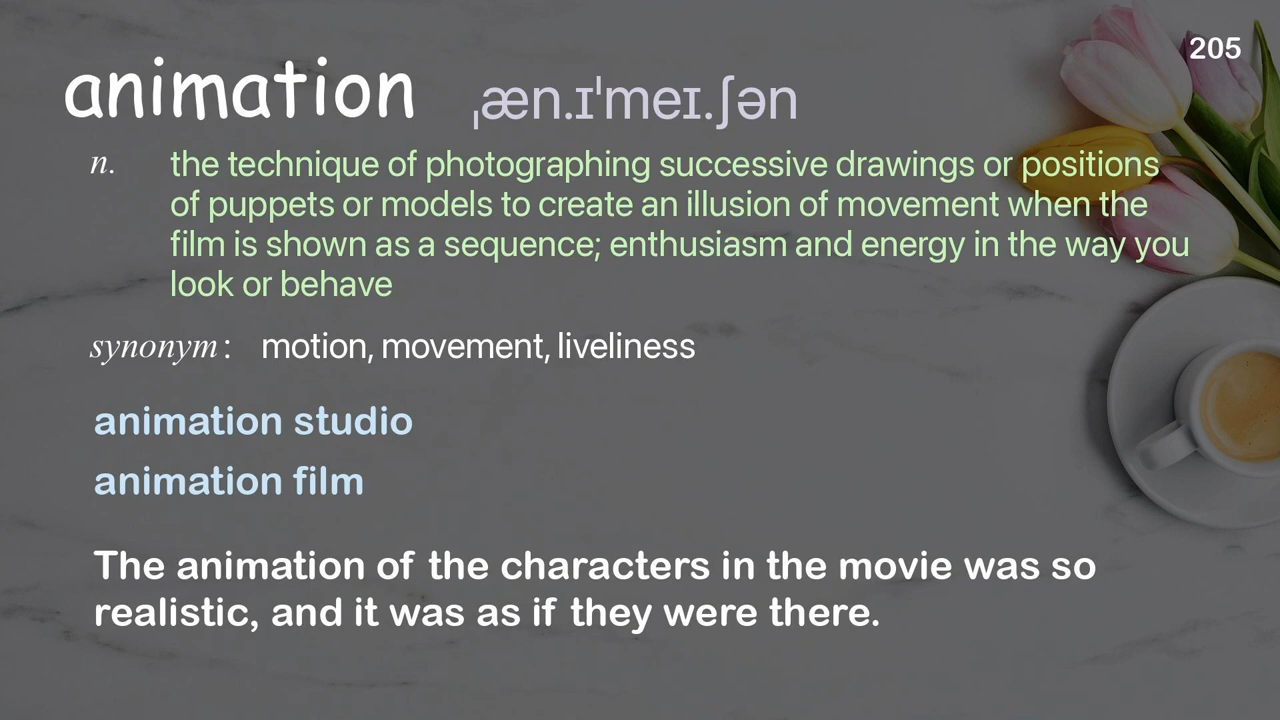 205
animation ˌæn.ɪˈmeɪ.ʃən
n. the technique of photographing successive drawings or positions
of puppets or models to create an illusion of movement when the
film is shown as a sequence; enthusiasm and energy in the way you
look or behave
synonym: motion, movement, liveliness
animation studio
animation film
The animation of the characters in the movie was so
realistic, and it was as if they were there.